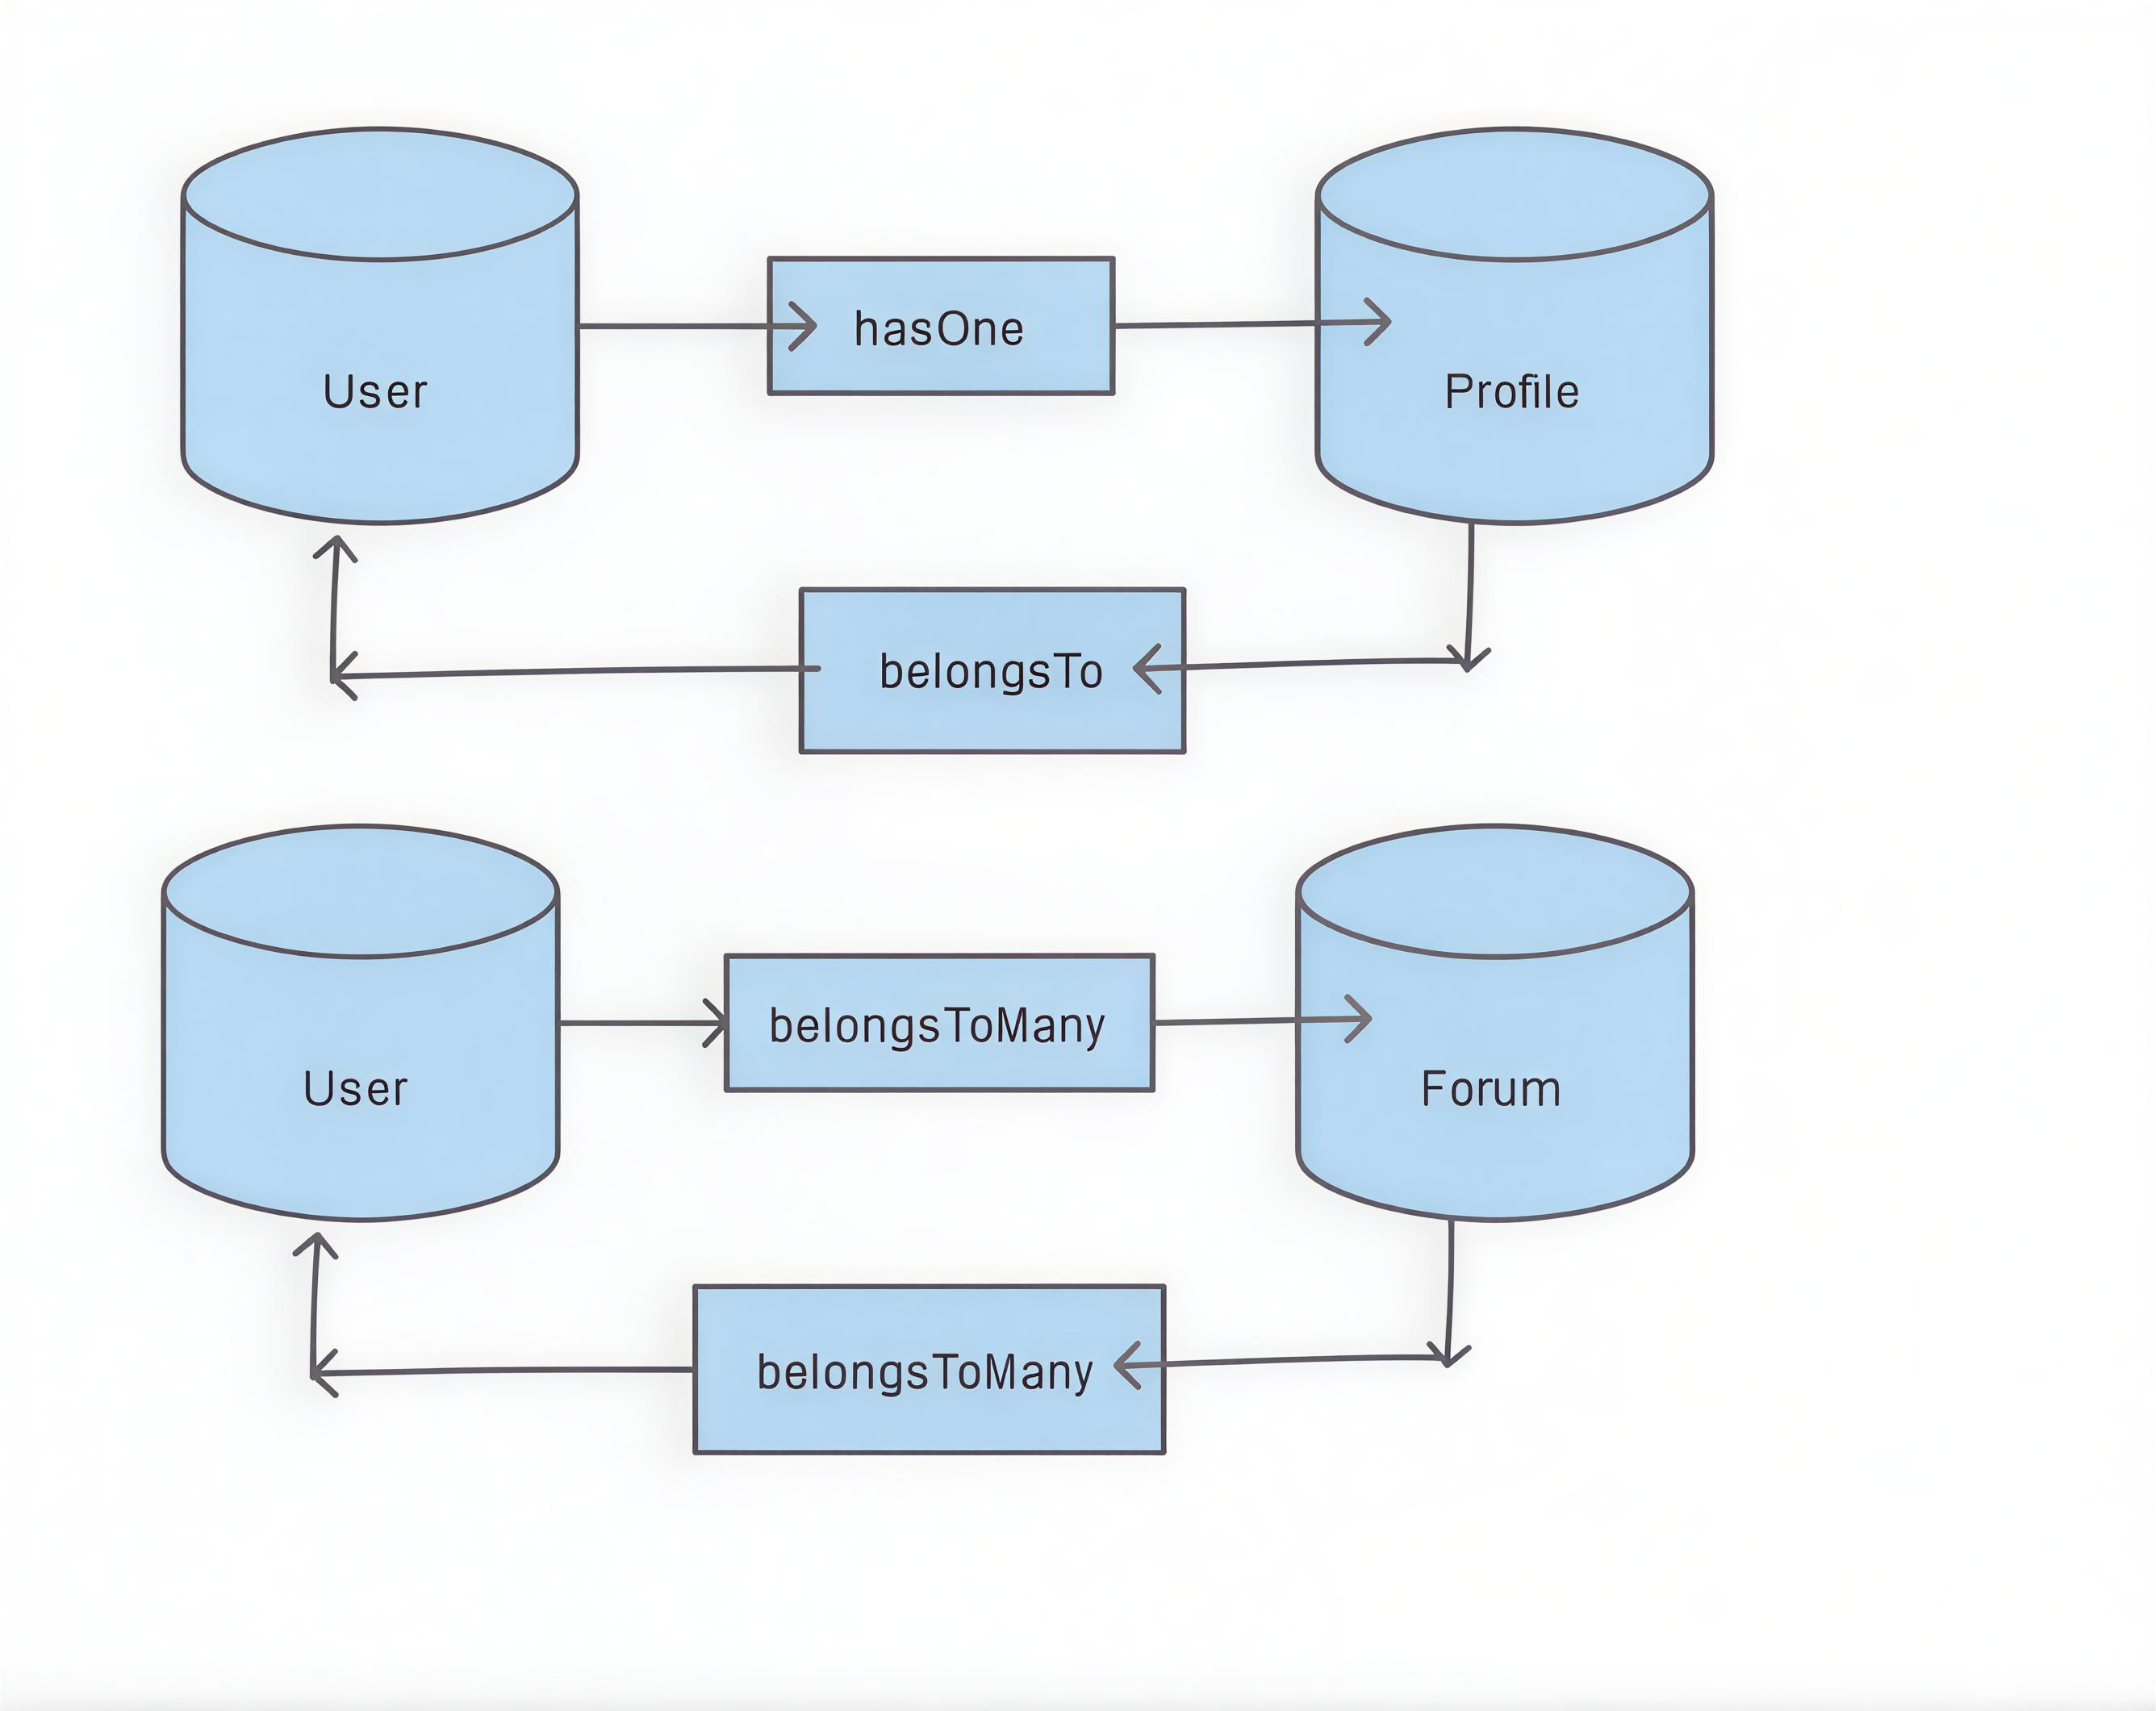 User
hasOne
Profile
belongsTo
User
belongsToMany
Forum
belongsToMany